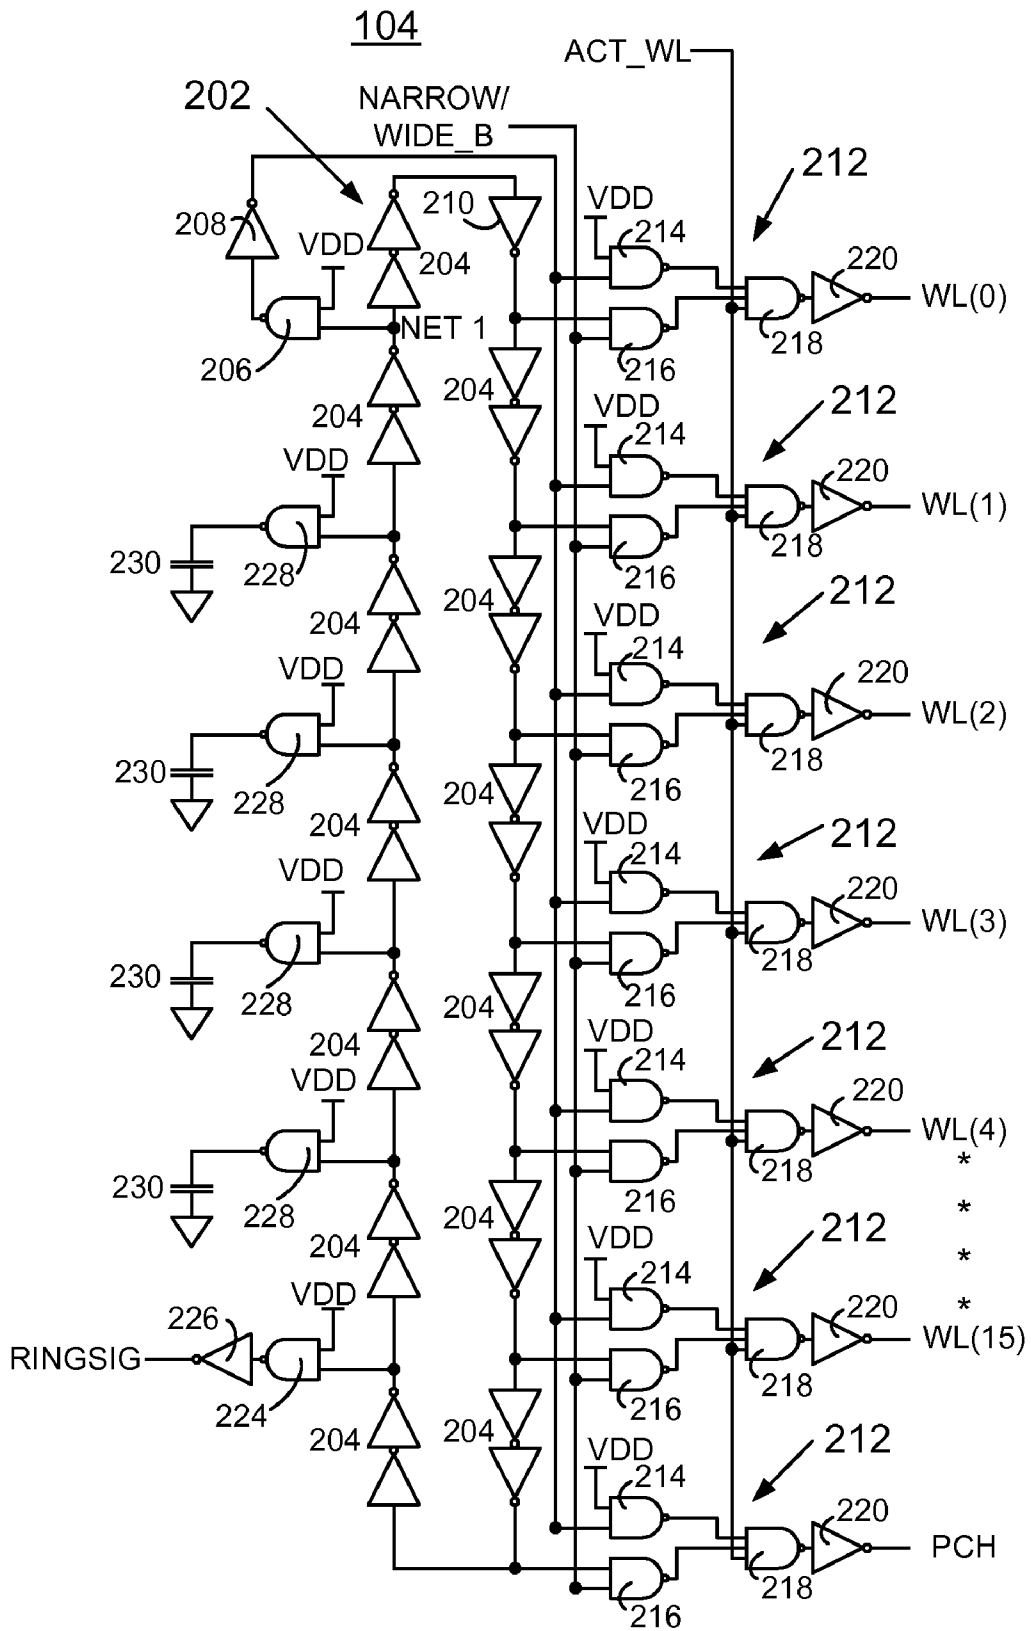 104
ACT_WL
NARROW/
WIDE_B
202
212
208
VDD
210
VDD
214
204
220
WL(0)
NET 1
218
206
216
204
204
212
VDD
214
220
VDD
WL(1)
230
228
218
216
204
204
212
VDD
214
220
VDD
WL(2)
230
228
218
216
204
204
212
VDD
214
220
VDD
WL(3)
230
228
218
216
204
204
212
VDD
214
220
VDD
WL(4)
*
230
228
218
216
*
204
204
212
*
VDD
214
220
*
VDD
226
WL(15)
RINGSIG
224
218
216
204
204
212
VDD
214
220
PCH
218
216